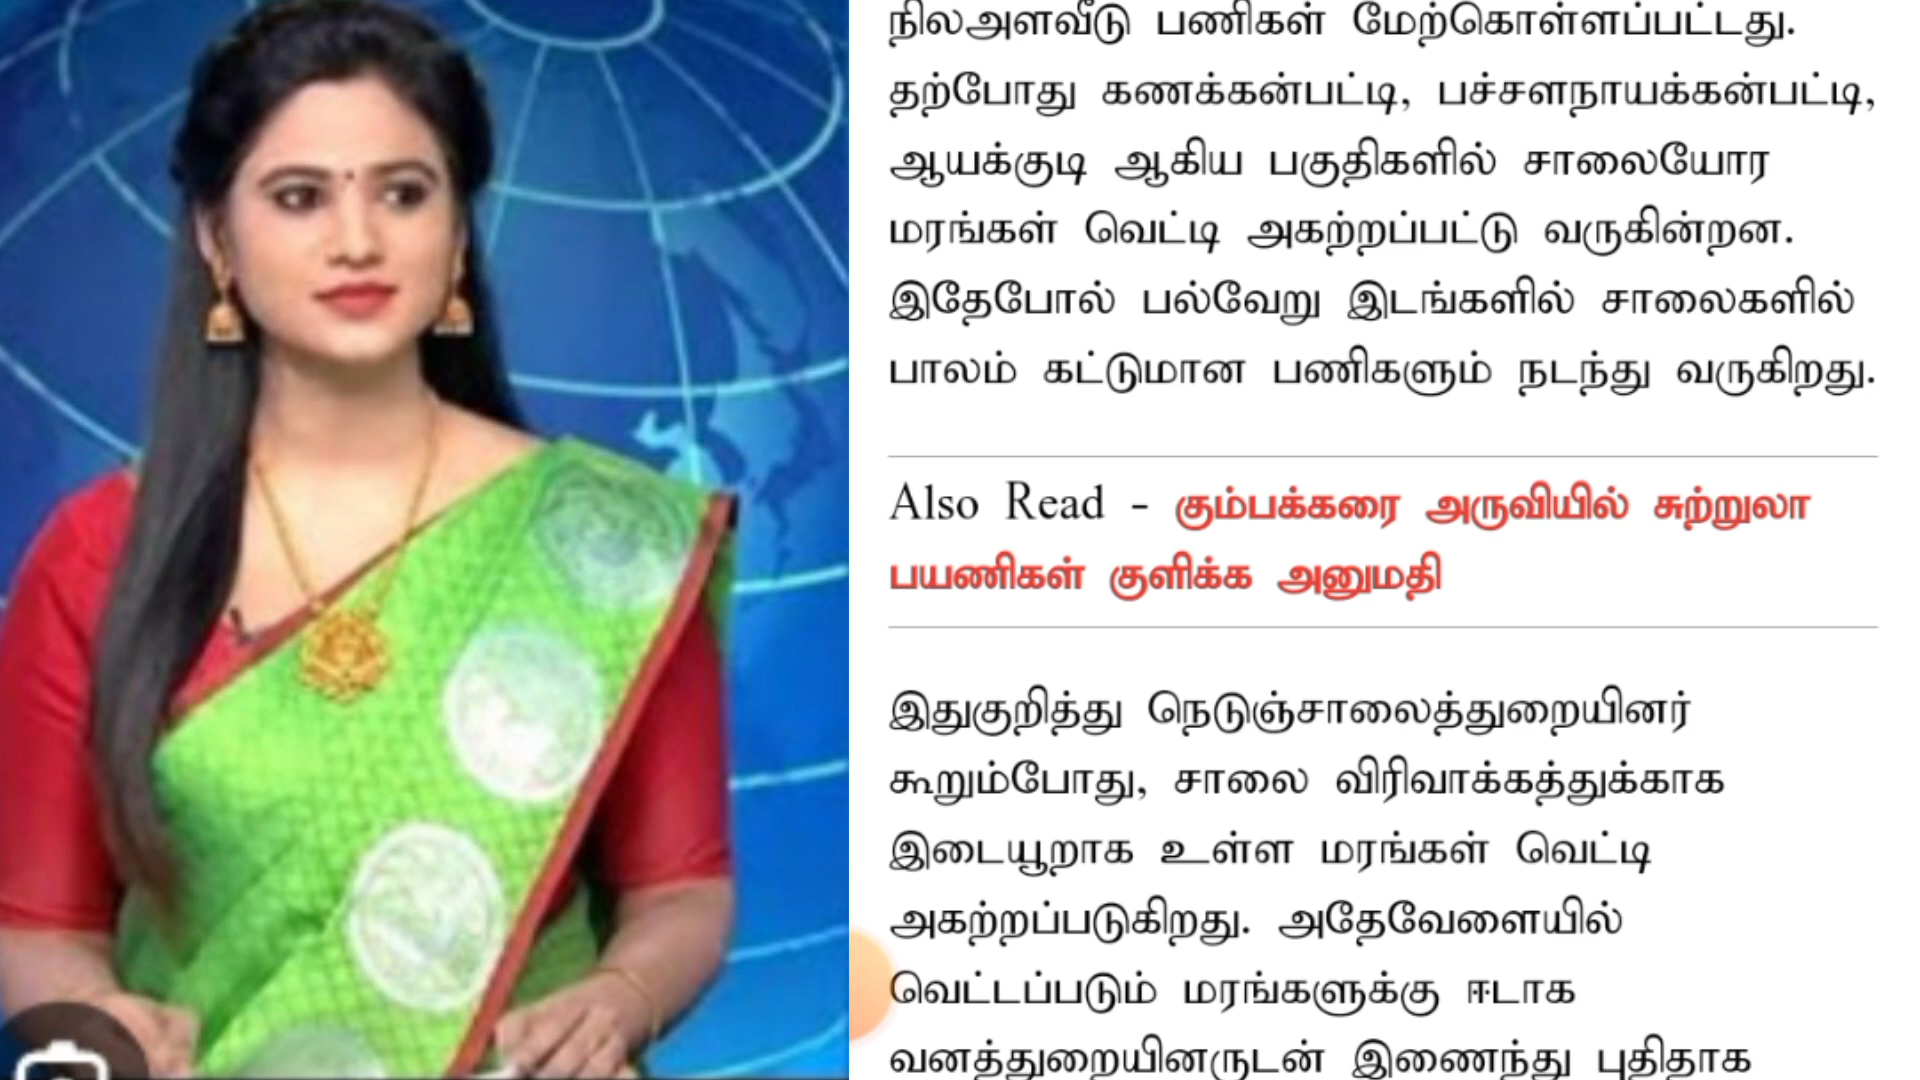 நிலஅளவீடு பணிகள் மேற்கொள்ளப்பட்டது.
தற்போது கணக்கன்பட்டி, பச்சளநாயக்கன்பட்டி,
ஆயக்குடி ஆகிய பகுதிகளில் சாலையோர
மரங்கள் வெட்டி அகற்றப்பட்டு வருகின்றன.
இதேபோல் பல்வேறு இடங்களில் சாலைகளில்
பாலம் கட்டுமான பணிகளும் நடந்து வருகிறது.
Also Read - கும்பக்கரை அருவியில் சுற்றுலா
பயணிகள் குளிக்க அனுமதி
இதுகுறித்து நெடுஞ்சாலைத்துறையினர்
கூறும்போது, சாலை விரிவாக்கத்துக்காக
இடையூறாக உள்ள மரங்கள் வெட்டி
அகற்றப்படுகிறது. அதேவேளையில்
வெட்டப்படும் மரங்களுக்கு ஈடாக
வனத்துறையினருடன் இணைந்து புதிதாக